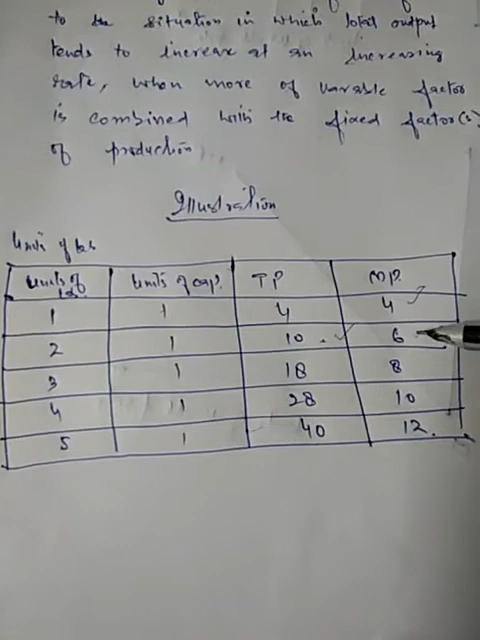 to the situation in which total output
tends to increase at an increasing
rate, when more of variable factor
is combined with the fixed factor(s)
of production
Illustration
Units of lab
Units of lab. Units of cap. TP MP.
1 1 4 4
2 1 10 6
3 1 18 8
4 1 28 10
5 1 40 12.